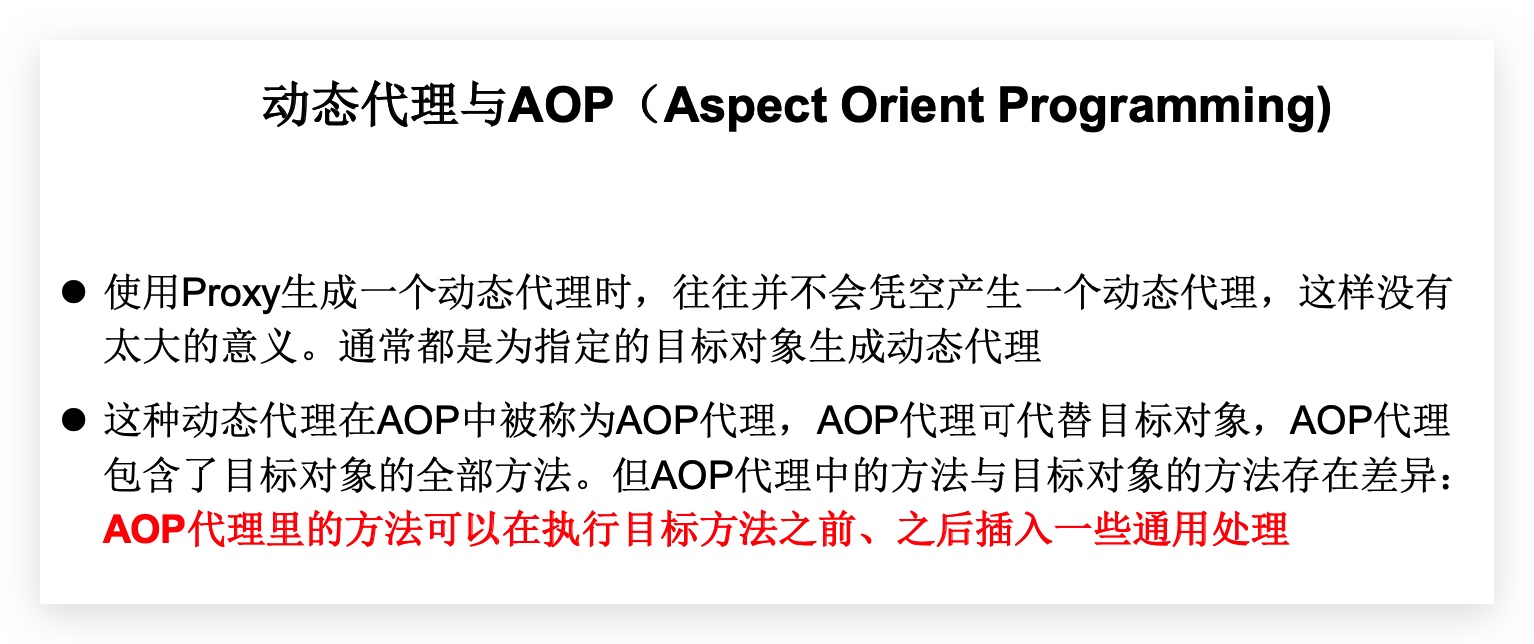 动态代理与AOP（Aspect Orient Programming)
● 使用Proxy生成一个动态代理时，往往并不会凭空产生一个动态代理，这样没有
太大的意义。通常都是为指定的目标对象生成动态代理
● 这种动态代理在AOP中被称为AOP代理，AOP代理可代替目标对象，AOP代理
包含了目标对象的全部方法。但AOP代理中的方法与目标对象的方法存在差异：
AOP代理里的方法可以在执行目标方法之前、之后插入一些通用处理